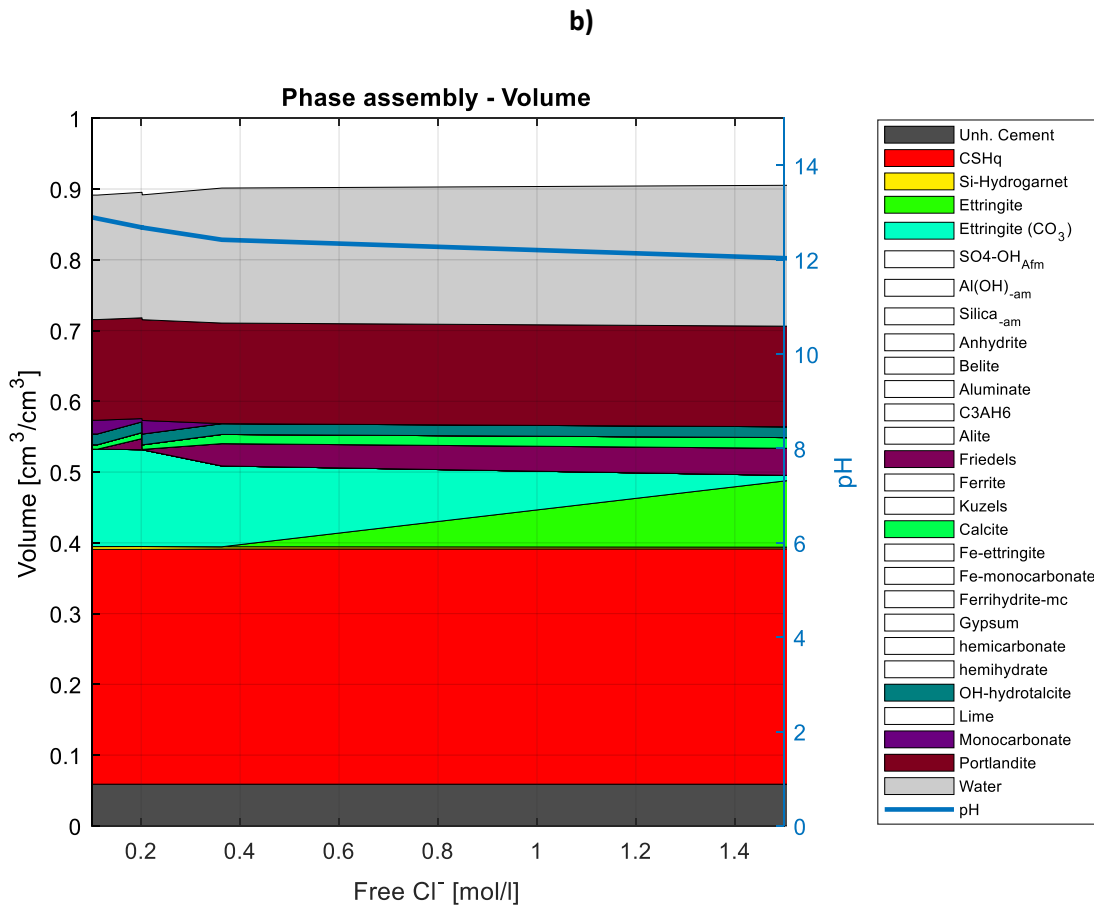 b)
Phase assembly - Volume
1
0.9
0.8
0.7
0.6
0.5
0.4
0.3
0.2
0.1
0
Volume [cm3/cm3]
0.2
0.4
0.6
0.8
1
1.2
1.4
Free Cl- [mol/l]
14
12
10
8
6
4
2
0
pH
Unh. Cement
CSHq
Si-Hydrogarnet
Ettringite
Ettringite (CO3)
SO4-OHAfm
Al(OH)-am
Silica-am
Anhydrite
Belite
Aluminate
C3AH6
Alite
Friedels
Ferrite
Kuzels
Calcite
Fe-ettringite
Fe-monocarbonate
Ferrihydrite-mc
Gypsum
hemicarbonate
hemihydrate
OH-hydrotalcite
Lime
Monocarbonate
Portlandite
Water
pH